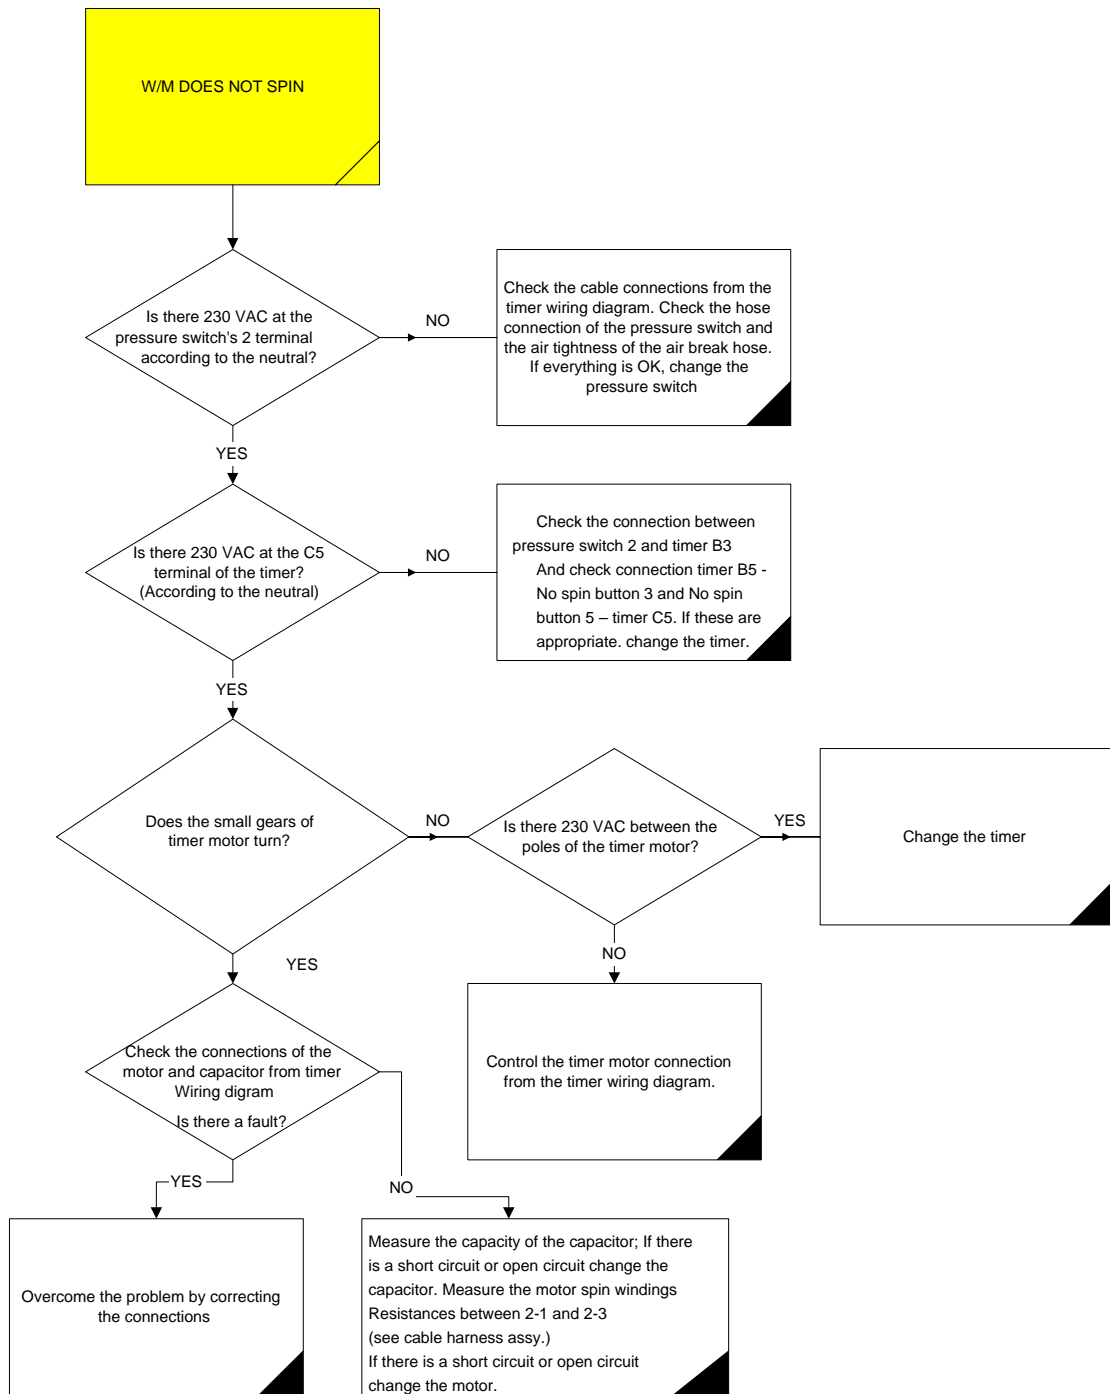 W/M DOES NOT SPIN
Is there 230 VAC at the
pressure switch's 2 terminal
according to the neutral?
NO
Check the cable connections from the
timer wiring diagram. Check the hose
connection of the pressure switch and
the air tightness of the air break hose.
If everything is OK, change the
pressure switch
YES
Is there 230 VAC at the C5
terminal of the timer?
(According to the neutral)
NO
Check the connection between
pressure switch 2 and timer B3
And check connection timer B5 -
No spin button 3 and No spin
button 5 – timer C5. If these are
appropriate. change the timer.
YES
Does the small gears of
timer motor turn?
NO
Is there 230 VAC between the
poles of the timer motor?
YES
Change the timer
NO
Control the timer motor connection
from the timer wiring diagram.
YES
Check the connections of the
motor and capacitor from timer
Wiring digram
Is there a fault?
YES
NO
Overcome the problem by correcting
the connections
Measure the capacity of the capacitor; If there
is a short circuit or open circuit change the
capacitor. Measure the motor spin windings
Resistances between 2-1 and 2-3
(see cable harness assy.)
If there is a short circuit or open circuit
change the motor.